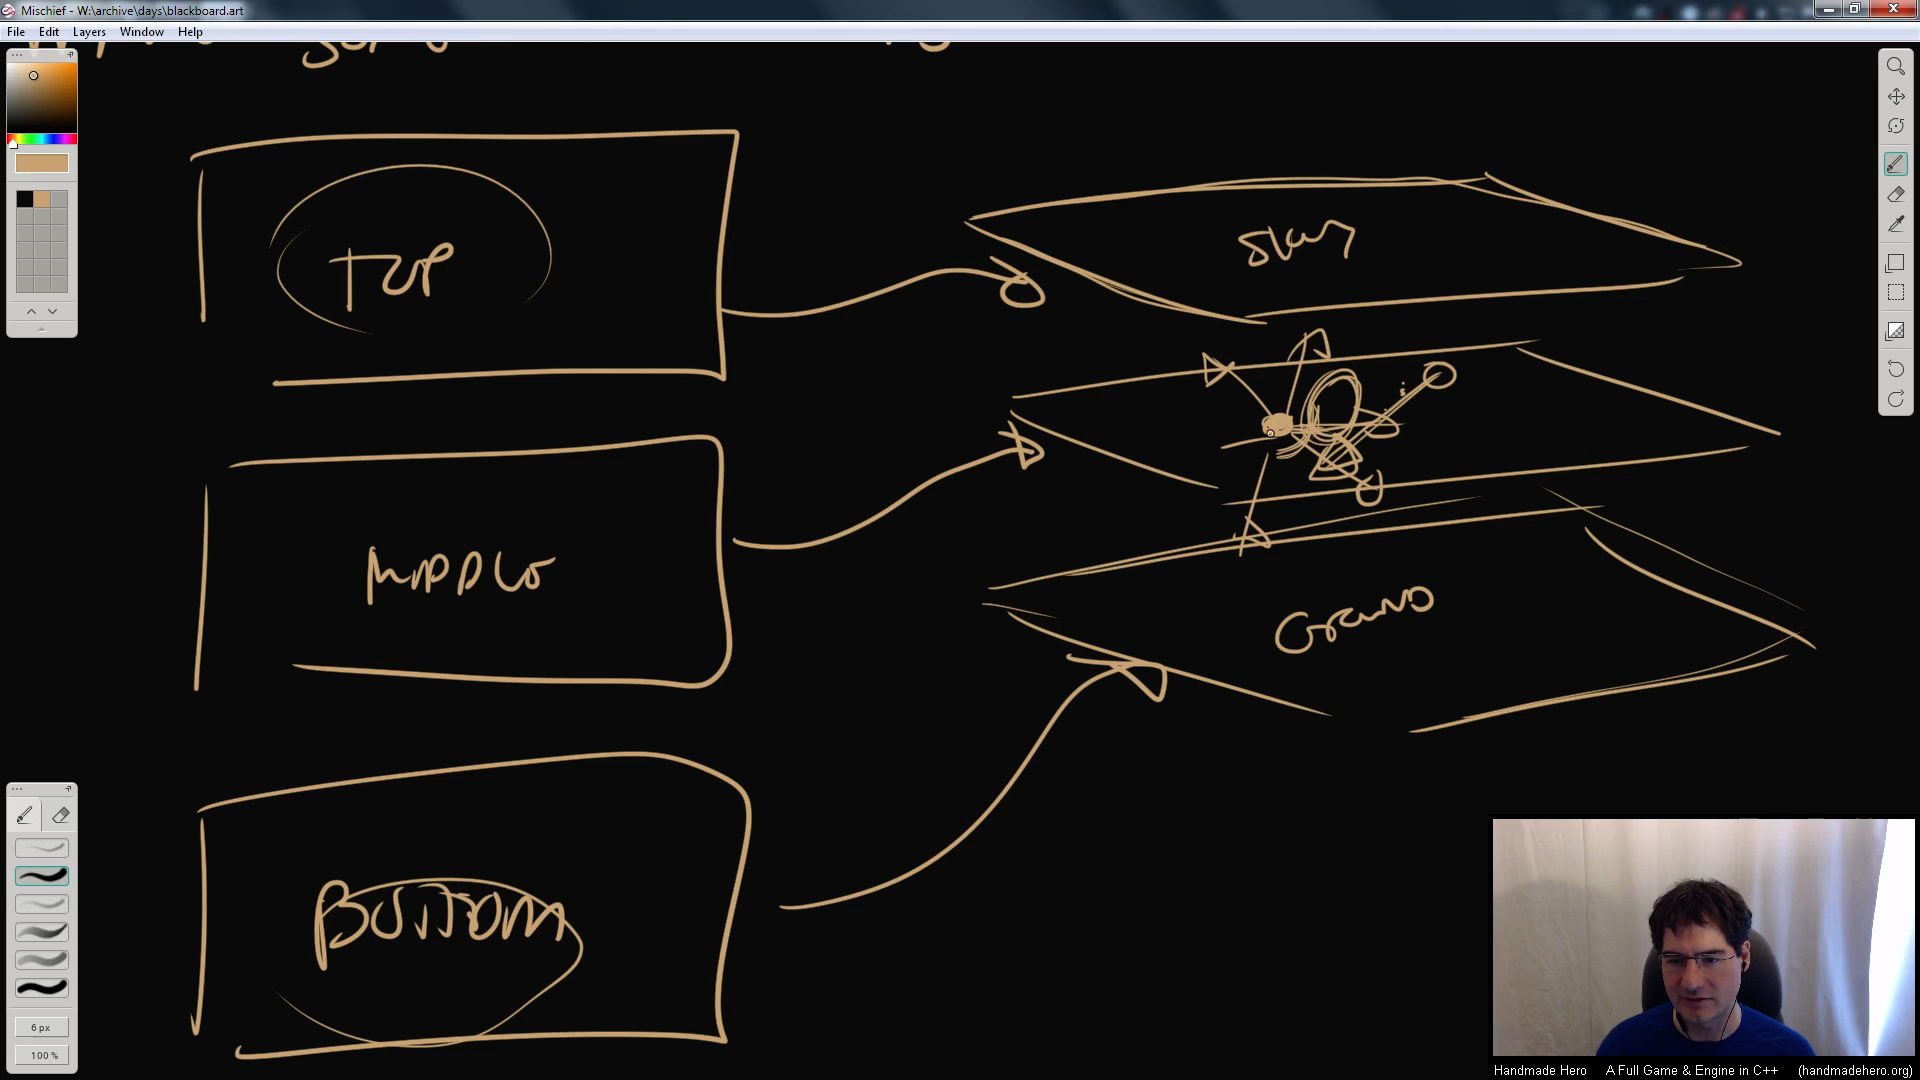 Mischief - W:\archive\days\blackboard.art
File Edit Layers Window Help
TOP
SKY
MIDDLE
GROUND
BOTTOM
6 px
100 %
Handmade Hero A Full Game & Engine in C++ (handmadehero.org)